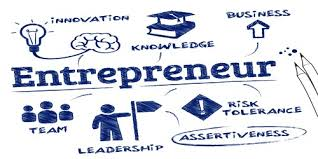 INNOVATION
BUSINESS
KNOWLEDGE
Entrepreneur
TEAM
LEADERSHIP
RISK
TOLERANCE
ASSERTIVENESS